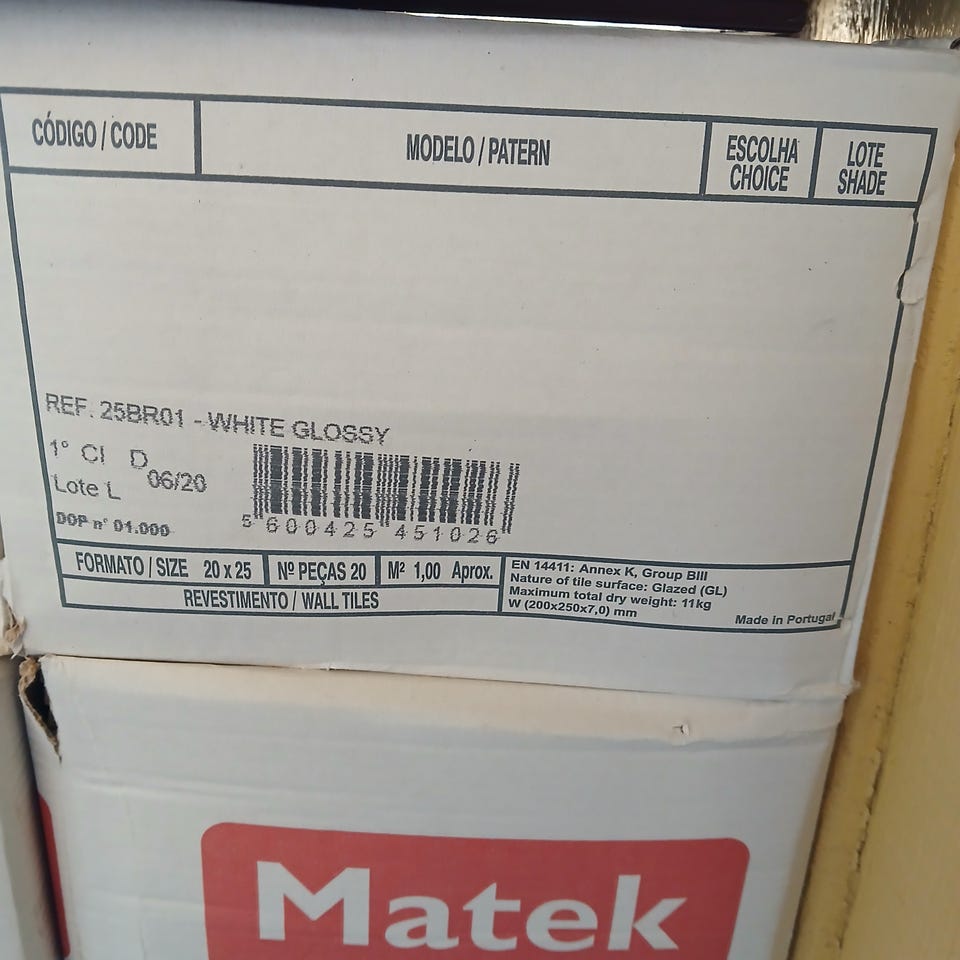 CÓDIGO / CODE
MODELO / PATERN
ESCOLHA
CHOICE
LOTE
SHADE
REF. 25BR01 - WHITE GLOSSY
1° Cl D
06/20
Lote L
DOP n° 01.000
5 600425 451026
FORMATO / SIZE 20 x 25
Nº PEÇAS 20
M² 1,00 Aprox.
REVESTIMENTO / WALL TILES
EN 14411: Annex K, Group BIII
Nature of tile surface: Glazed (GL)
Maximum total dry weight: 11kg
W (200x250x7,0) mm
Made in Portugal
Matek